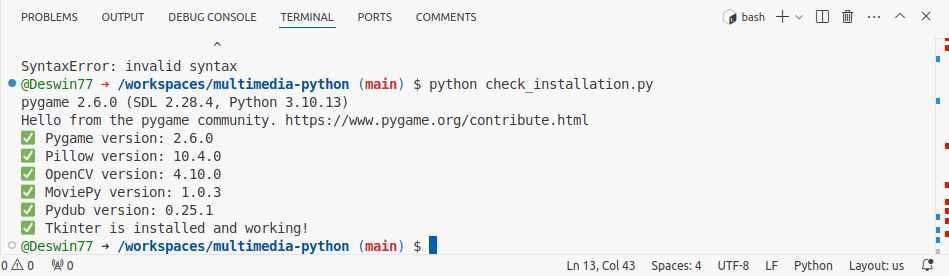 PROBLEMS OUTPUT DEBUG CONSOLE TERMINAL PORTS COMMENTS bash
^
SyntaxError: invalid syntax
@Deswin77 → /workspaces/multimedia-python (main) $ python check_installation.py
pygame 2.6.0 (SDL 2.28.4, Python 3.10.13)
Hello from the pygame community. https://www.pygame.org/contribute.html
✅ Pygame version: 2.6.0
✅ Pillow version: 10.4.0
✅ OpenCV version: 4.10.0
✅ MoviePy version: 1.0.3
✅ Pydub version: 0.25.1
✅ Tkinter is installed and working!
@Deswin77 → /workspaces/multimedia-python (main) $
0 0 0 Ln 13, Col 43 Spaces: 4 UTF-8 LF Python Layout: us